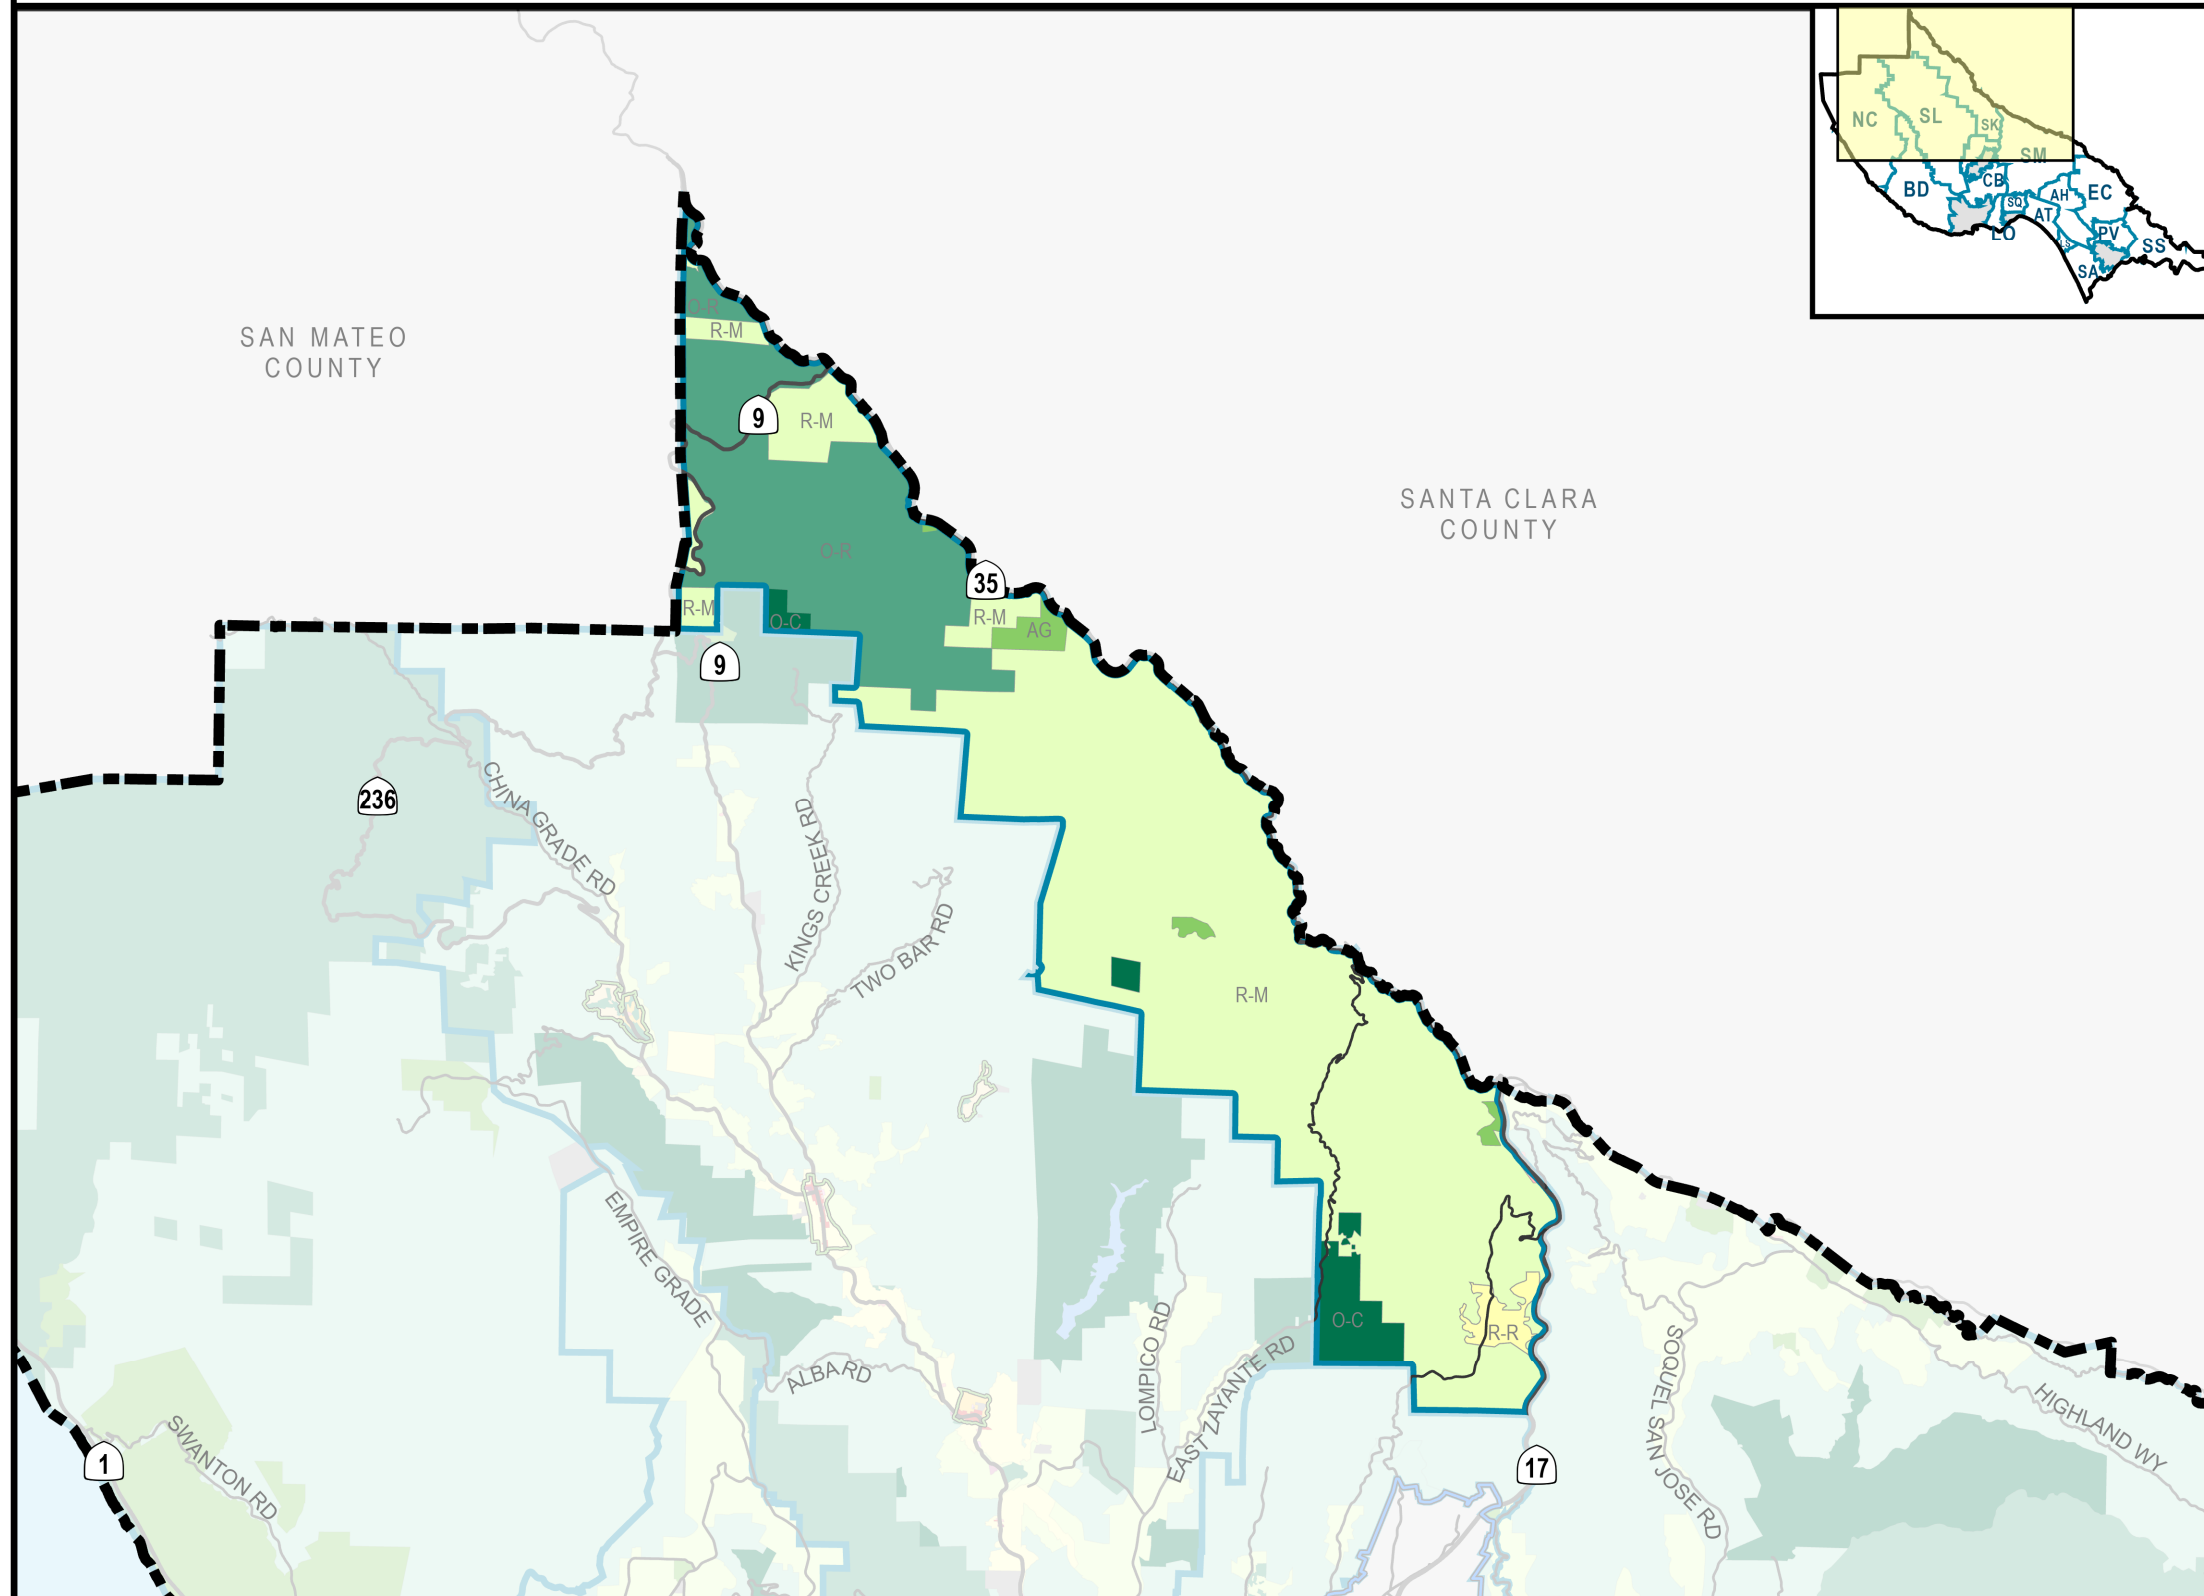 NC
SL
SK
SM
BD
CB
SQ
AH
EC
AT
LO
LS
PV
SS
SA
SAN MATEO
COUNTY
SANTA CLARA
COUNTY
O-R
R-M
9
R-M
O-R
35
R-M
O-C
R-M
AG
9
236
CHINA GRADE RD
KINGS CREEK RD
TWO BAR RD
R-M
EMPIRE GRADE
ALBA RD
LOMPICO RD
EAST ZAYANTE RD
O-C
R-R
SOQUEL SAN JOSE RD
HIGHLAND WY
SWANTON RD
1
17